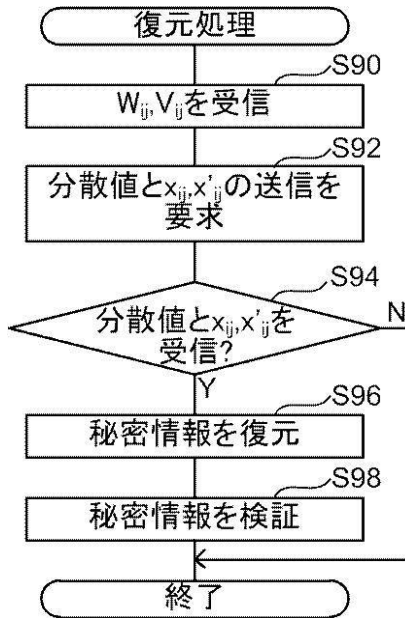 復元処理
S90
Wij,Vijを受信
S92
分散値とxij,x'ijの送信を
要求
S94
分散値とxij,x'ijを
受信?
N
Y
S96
秘密情報を復元
S98
秘密情報を検証
終了